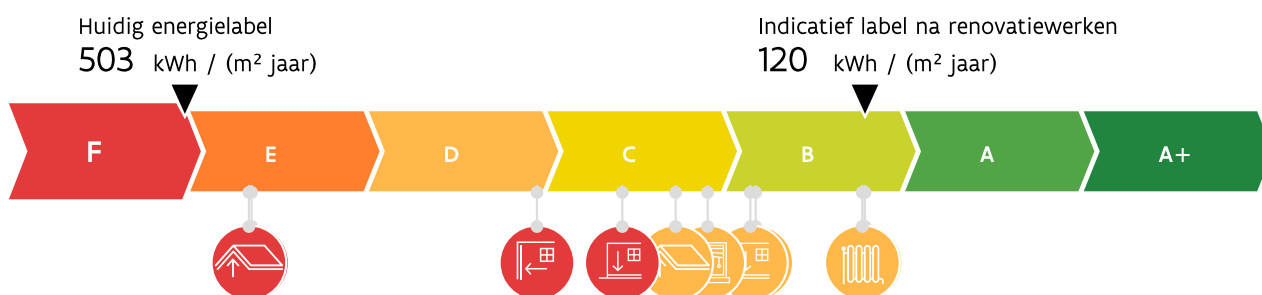 Huidig energielabel
503 kWh / (m² jaar)
Indicatief label na renovatiewerken
120 kWh / (m² jaar)
F E D C B A A+